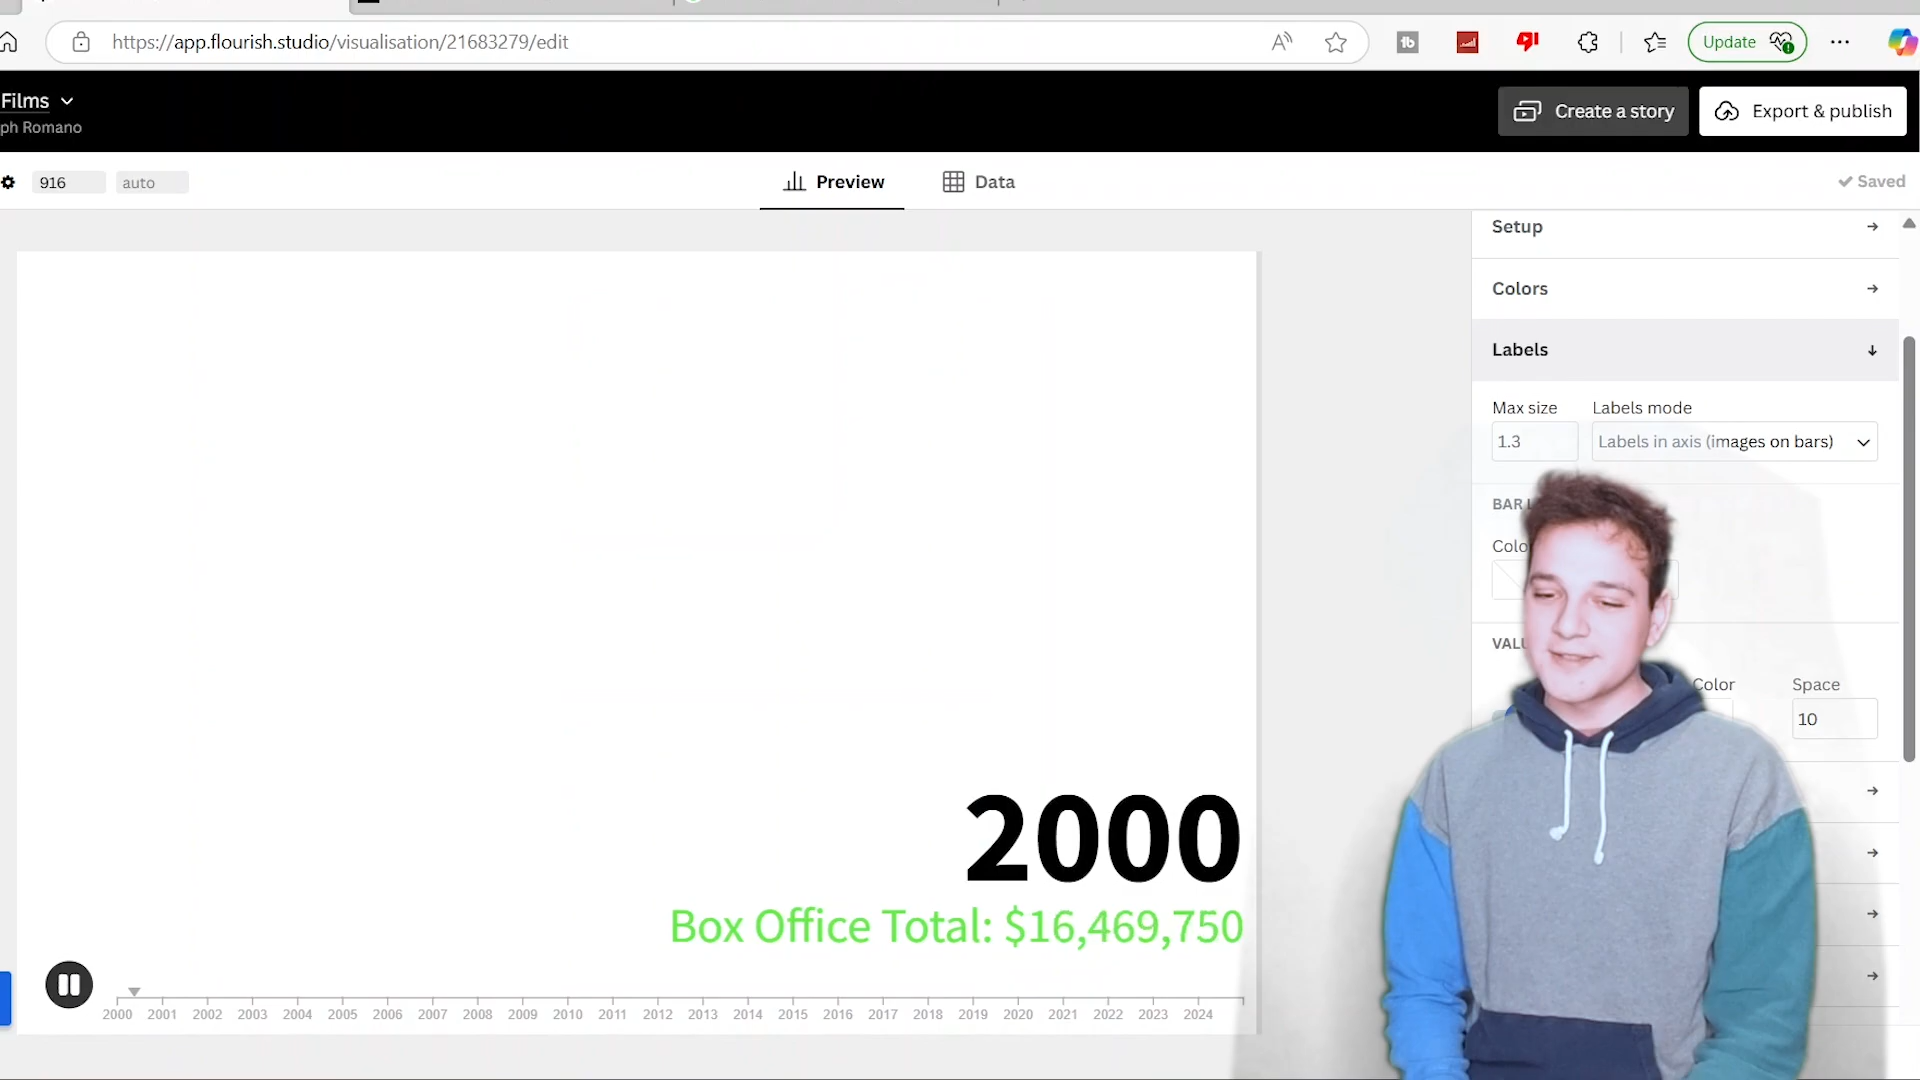 https://app.flourish.studio/visualisation/21683279/edit
Update
Films
ph Romano
Create a story
Export & publish
916
auto
Preview
Data
Saved
Setup
Colors
Labels
Max size
Labels mode
1.3
Labels in axis (images on bars)
BAR
Colo
VALU
Color
Space
10
2000
Box Office Total: $16,469,750
2000 2001 2002 2003 2004 2005 2006 2007 2008 2009 2010 2011 2012 2013 2014 2015 2016 2017 2018 2019 2020 2021 2022 2023 2024